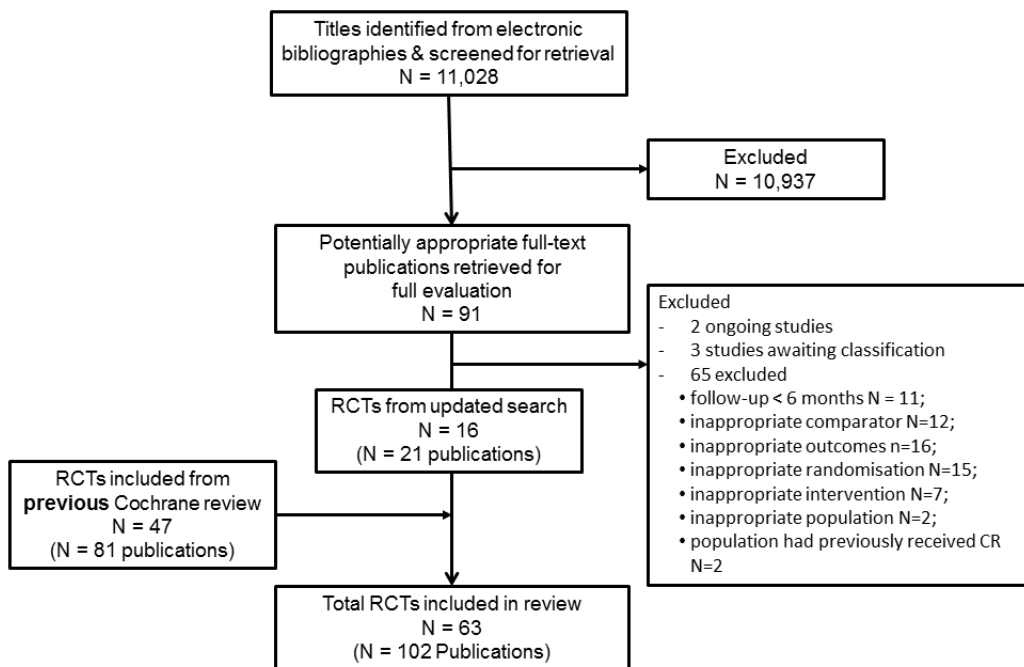 Titles identified from electronic
bibliographies & screened for retrieval
N = 11,028
Excluded
N = 10,937
Potentially appropriate full-text
publications retrieved for
full evaluation
N = 91
Excluded
- 2 ongoing studies
- 3 studies awaiting classification
- 65 excluded
• follow-up < 6 months N = 11;
• inappropriate comparator N=12;
• inappropriate outcomes n=16;
• inappropriate randomisation N=15;
• inappropriate intervention N=7;
• inappropriate population N=2;
• population had previously received CR
N=2
RCTs from updated search
N = 16
(N = 21 publications)
RCTs included from
previous Cochrane review
N = 47
(N = 81 publications)
Total RCTs included in review
N = 63
(N = 102 Publications)